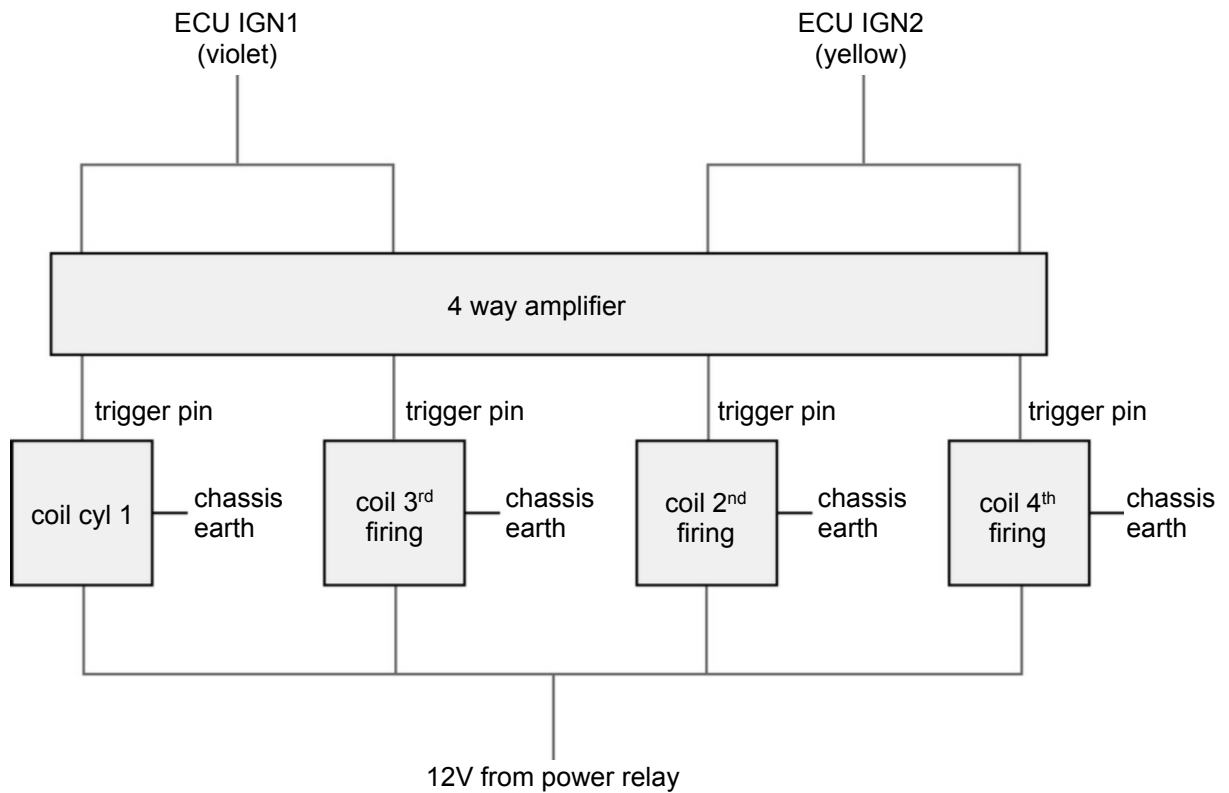 ECU IGN1
(violet)
ECU IGN2
(yellow)
4 way amplifier
trigger pin
trigger pin
trigger pin
trigger pin
coil cyl 1
chassis
earth
coil 3rd
firing
chassis
earth
coil 2nd
firing
chassis
earth
coil 4th
firing
chassis
earth
12V from power relay